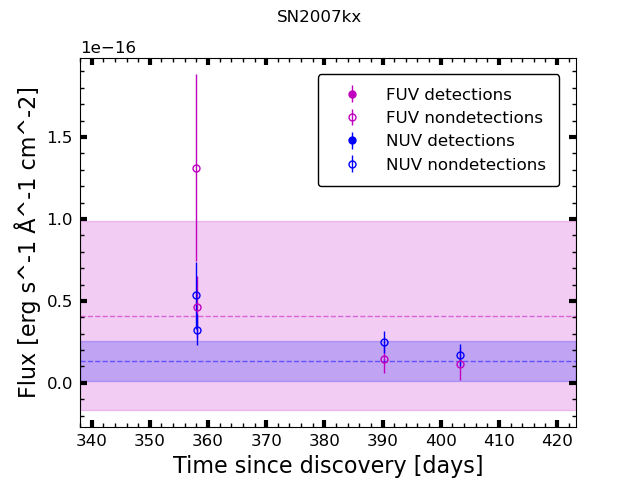 SN2007kx
1e−16
FUV detections
FUV nondetections
NUV detections
NUV nondetections
1.5
1.0
0.5
0.0
Flux [erg s^-1 Å^-1 cm^-2]
340 350 360 370 380 390 400 410 420
Time since discovery [days]